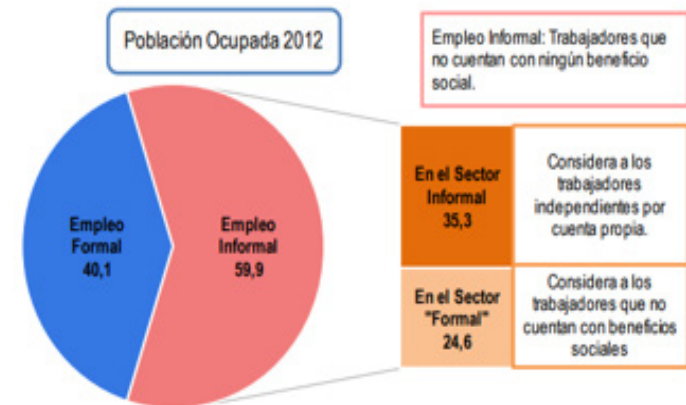 Población Ocupada 2012
Empleo Informal: Trabajadores que
no cuentan con ningún beneficio
social.
Empleo
Formal
40,1
Empleo
Informal
59,9
En el Sector
Informal
35,3
Considera a los
trabajadores
independientes por
cuenta propia.
En el Sector
"Formal"
24,6
Considera a los
trabajadores que no
cuentan con beneficios
sociales